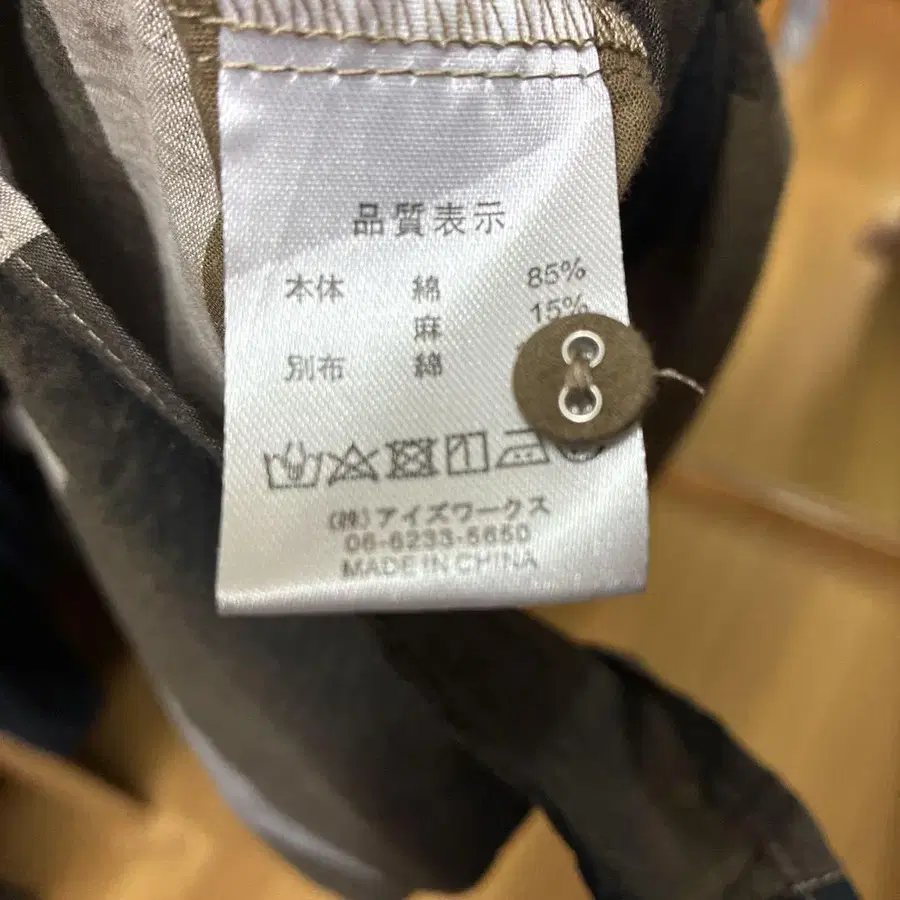 品質表示
本体 綿 85%
麻 15%
別布 綿
(株)アイズワークス
06-6233-5650
MADE IN CHINA